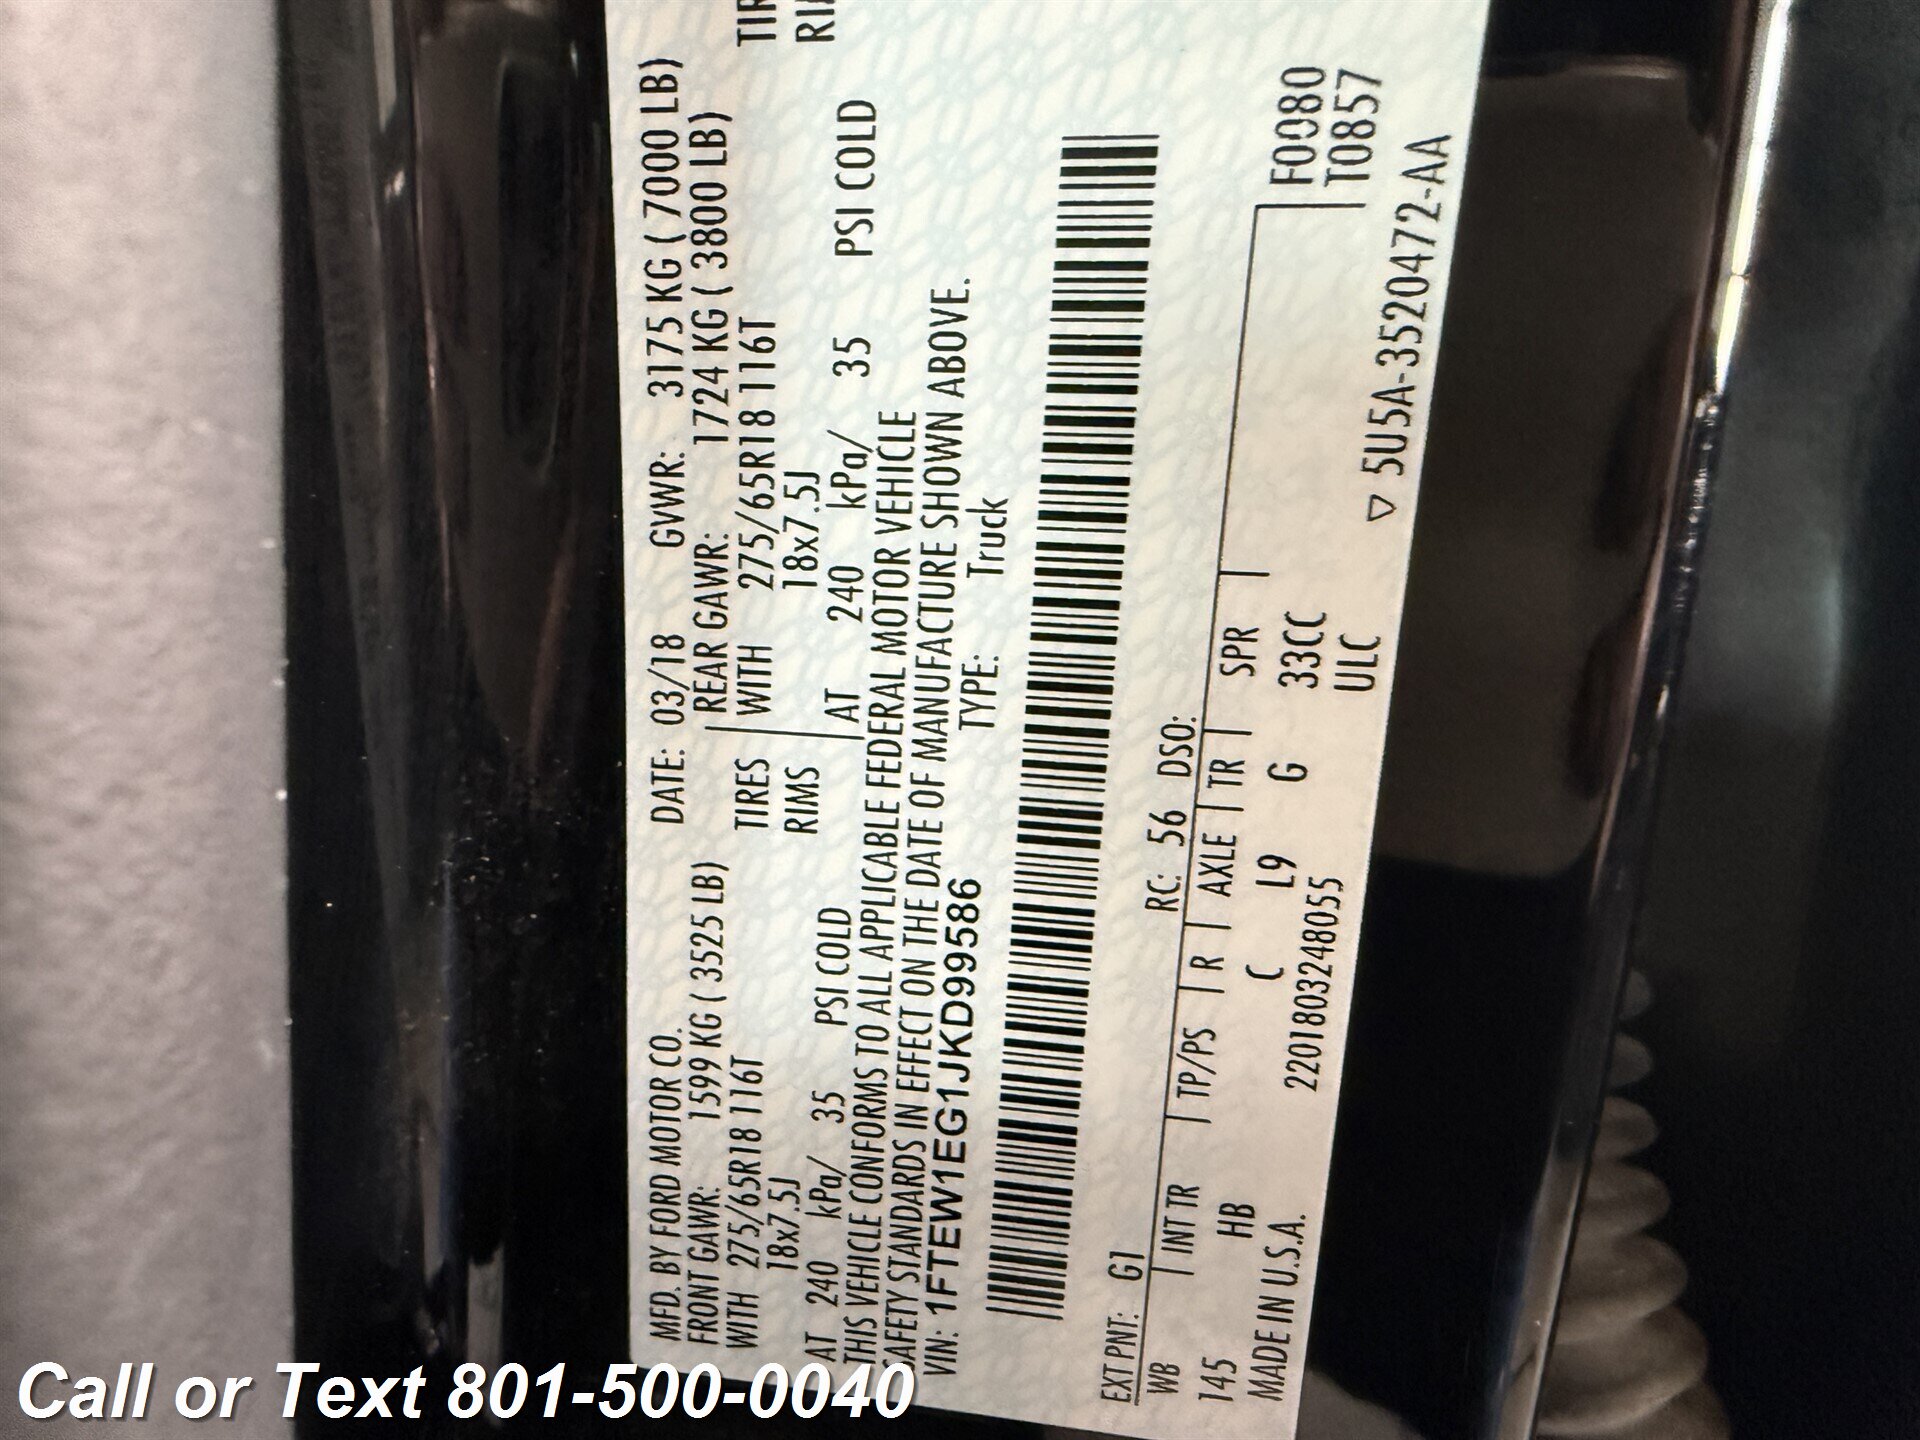 MFD. BY FORD MOTOR CO. DATE: 03/18 GVWR: 3175 KG ( 7000 LB)
FRONT GAWR: 1599 KG ( 3525 LB) REAR GAWR: 1724 KG ( 3800 LB)
WITH 275/65R18 116T TIRES WITH 275/65R18 116T
18x7.5J RIMS 18x7.5J
AT 240 kPa/ 35 PSI COLD AT 240 kPa/ 35 PSI COLD
THIS VEHICLE CONFORMS TO ALL APPLICABLE FEDERAL MOTOR VEHICLE
SAFETY STANDARDS IN EFFECT ON THE DATE OF MANUFACTURE SHOWN ABOVE.
VIN: 1FTEW1EG1JKD99586 TYPE: Truck
EXT PNT: G1 RC: 56 DSO:
WB INT TR TP/PS R AXLE TR SPR
145 HB C L9 G 33CC
F0080
T0857
MADE IN U.S.A. 220180324805S ULC
▽ 5U5A-3520472-AA
Call or Text 801-500-0040